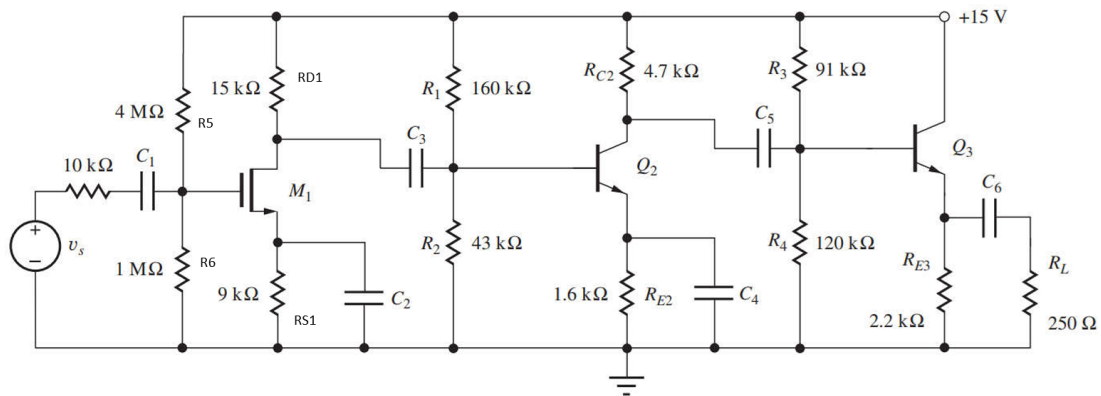 +15 V
RD1
15 kΩ
R1
160 kΩ
RC2
4.7 kΩ
R3
91 kΩ
4 MΩ
R5
C3
C5
10 kΩ
C1
M1
Q2
Q3
C6
+
vs
−
1 MΩ
R6
R2
43 kΩ
R4
120 kΩ
9 kΩ
RS1
C2
1.6 kΩ
RE2
C4
RE3
2.2 kΩ
RL
250 Ω